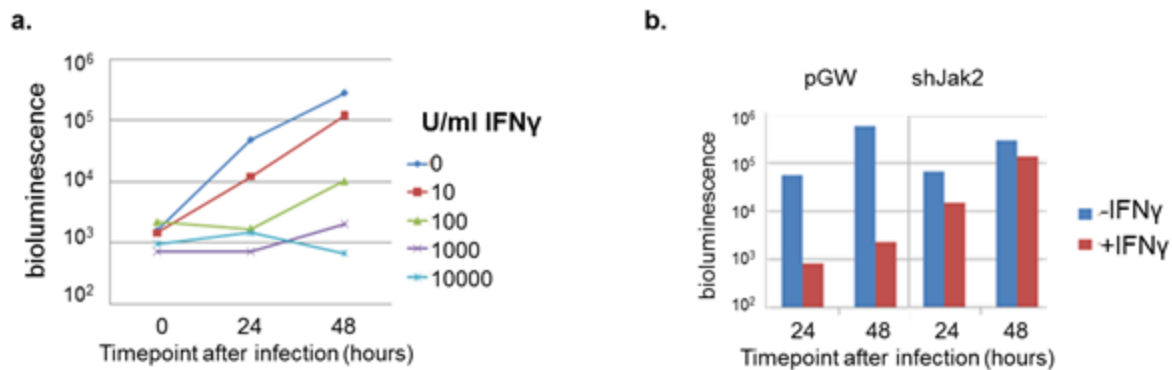 a.
bioluminescence
10⁶
10⁵
10⁴
10³
10²
0 24 48
Timepoint after infection (hours)
U/ml IFNγ
0
10
100
1000
10000
b.
pGW shJak2
bioluminescence
10⁶
10⁵
10⁴
10³
10²
24 48 24 48
Timepoint after infection (hours)
-IFNγ
+IFNγ